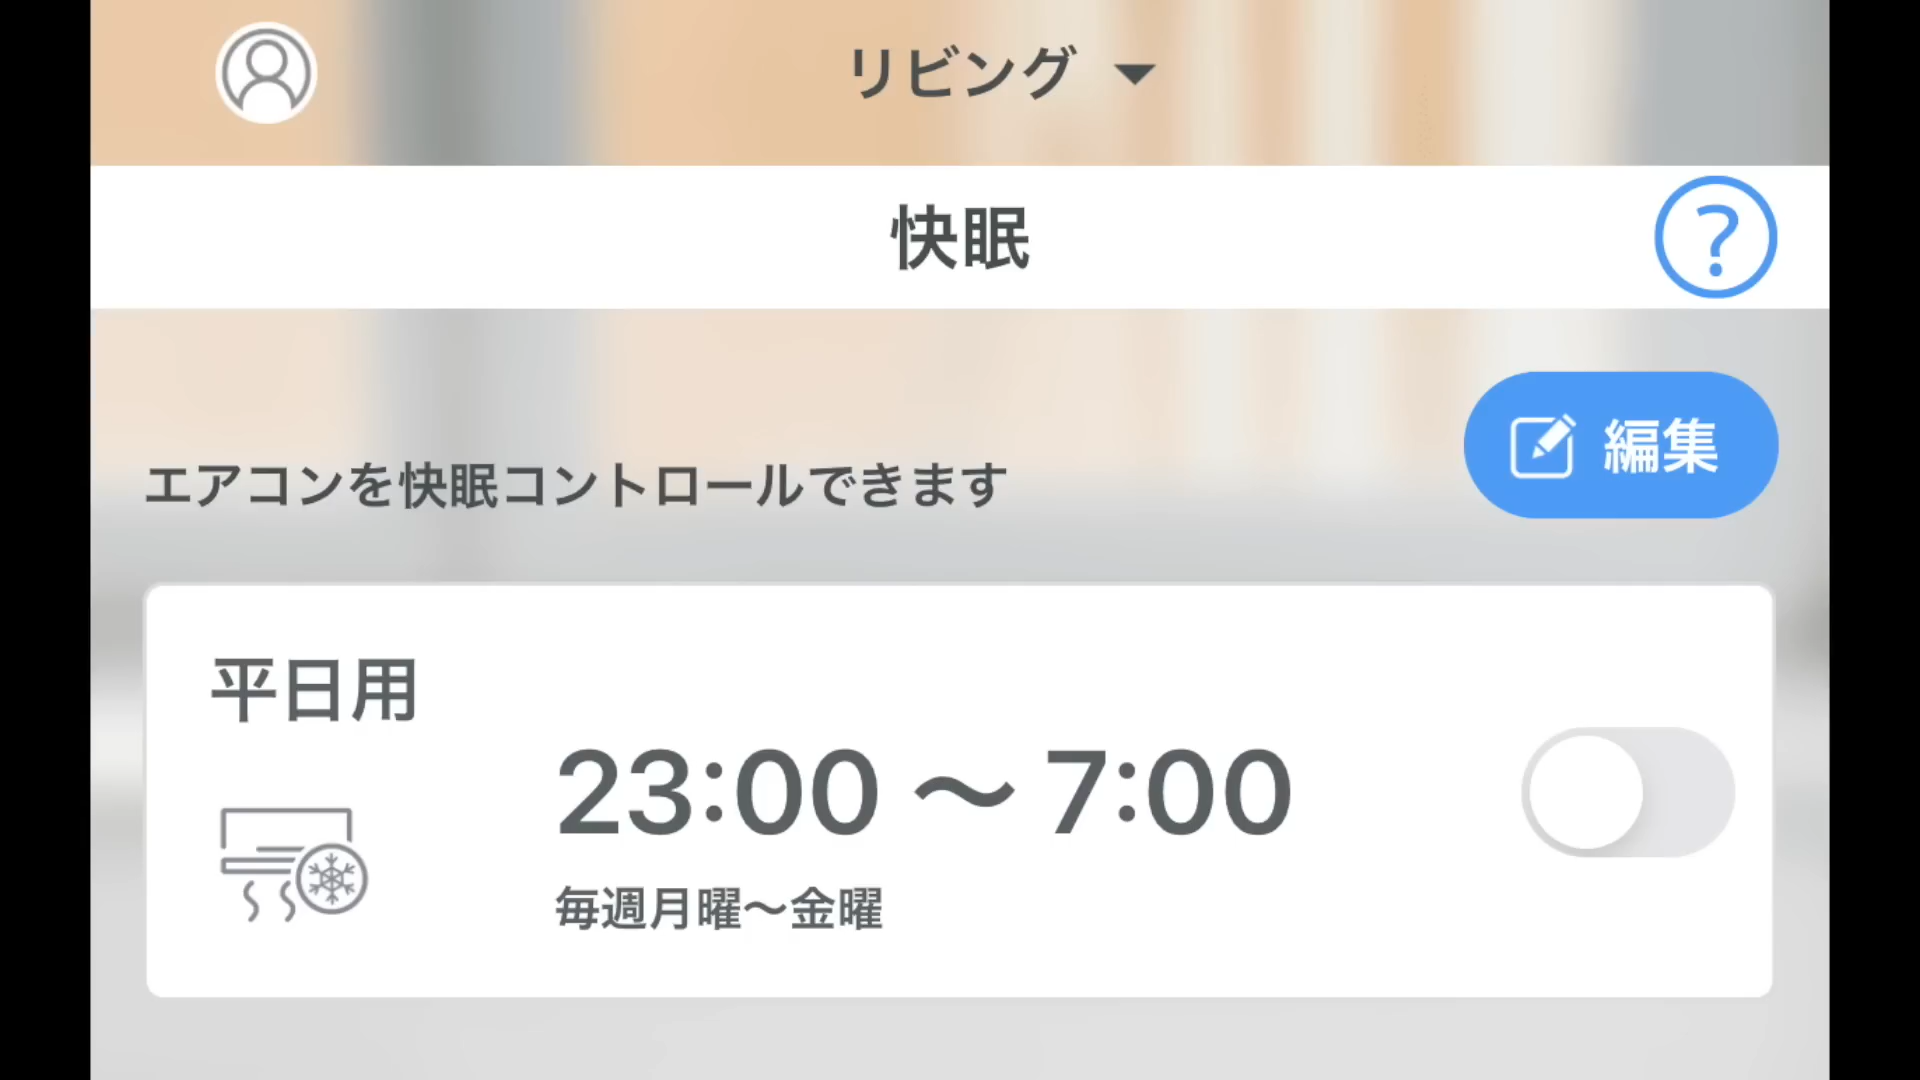 リビング
快眠
編集
エアコンを快眠コントロールできます
平日用
23:00 〜 7:00
毎週月曜〜金曜